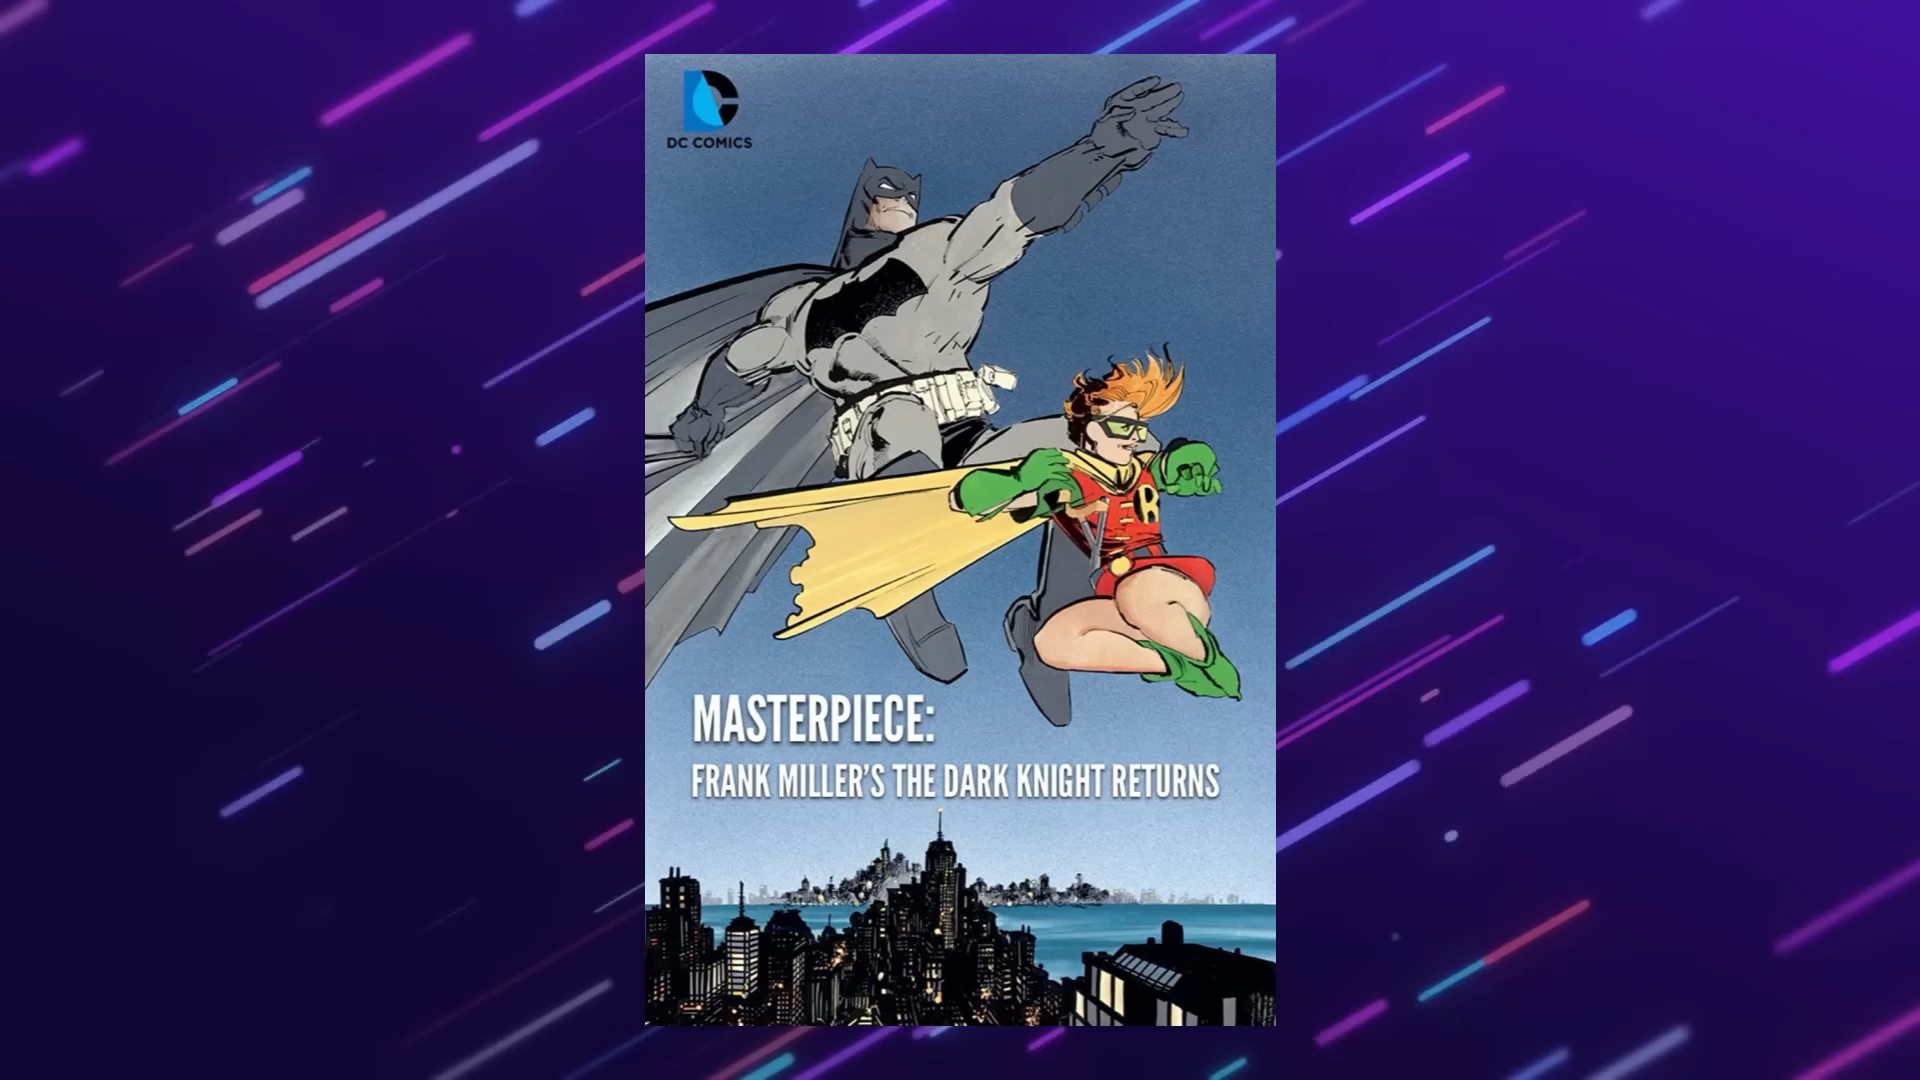 DC COMICS
R
MASTERPIECE:
FRANK MILLER'S THE DARK KNIGHT RETURNS